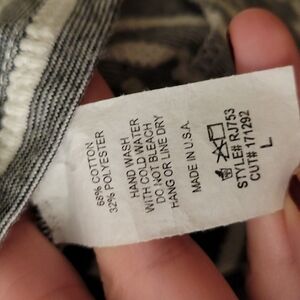 68% COTTON
32% POLYESTER
HAND WASH
WITH COLD WATER
DO NOT BLEACH
HANG OR LINE DRY
MADE IN U.S.A.
STYLE# RJ753
CUT# 171292
L